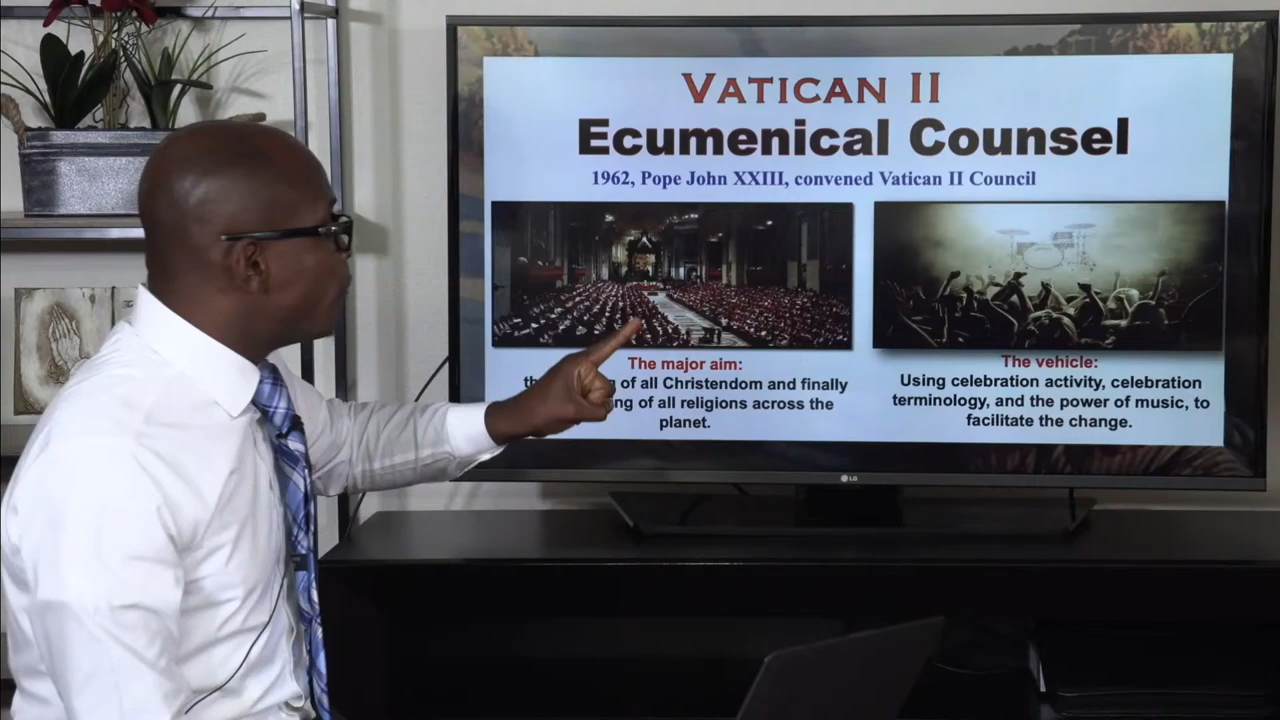 VATICAN II
Ecumenical Counsel
1962, Pope John XXIII, convened Vatican II Council
The major aim:
of all Christendom and finally
of all religions across the
planet.
The vehicle:
Using celebration activity, celebration
terminology, and the power of music, to
facilitate the change.
LG